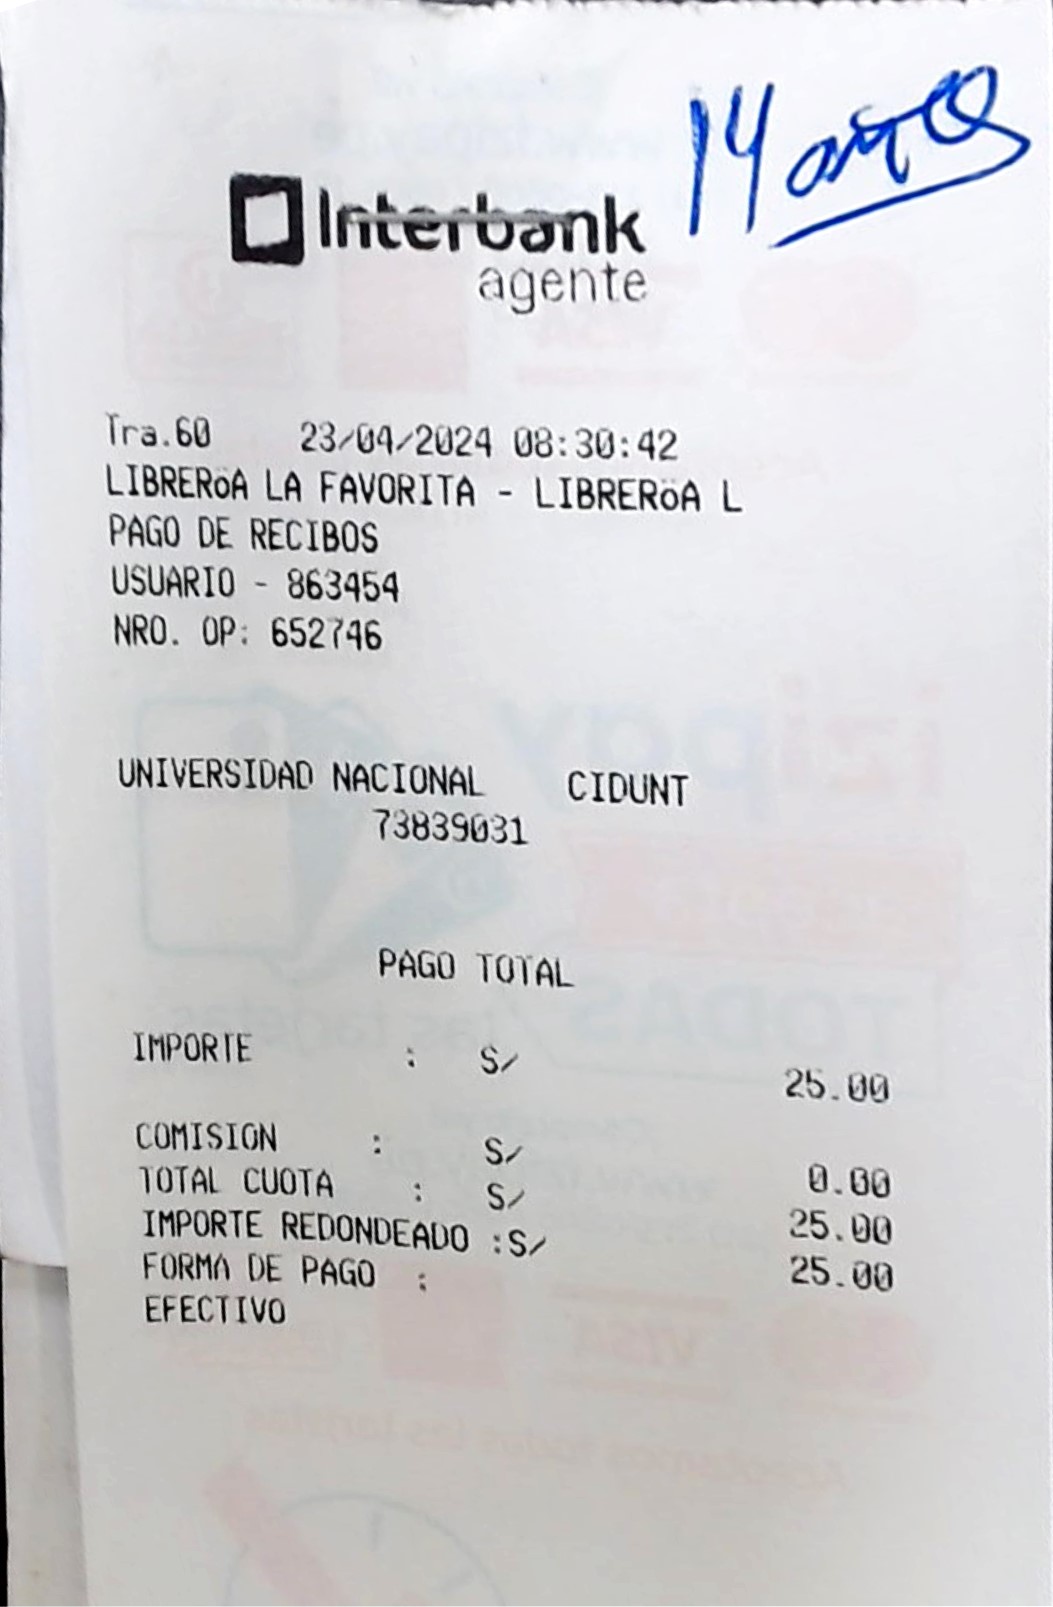 14 años
Interbank
agente
Tra.60 23/04/2024 08:30:42
LIBRERöA LA FAVORITA - LIBRERöA L
PAGO DE RECIBOS
USUARIO - 863454
NRO. OP: 652746
UNIVERSIDAD NACIONAL CIDUNT
73839031
PAGO TOTAL
IMPORTE : S/ 25.00
COMISION : S/ 0.00
TOTAL CUOTA : S/ 25.00
IMPORTE REDONDEADO :S/ 25.00
FORMA DE PAGO :
EFECTIVO